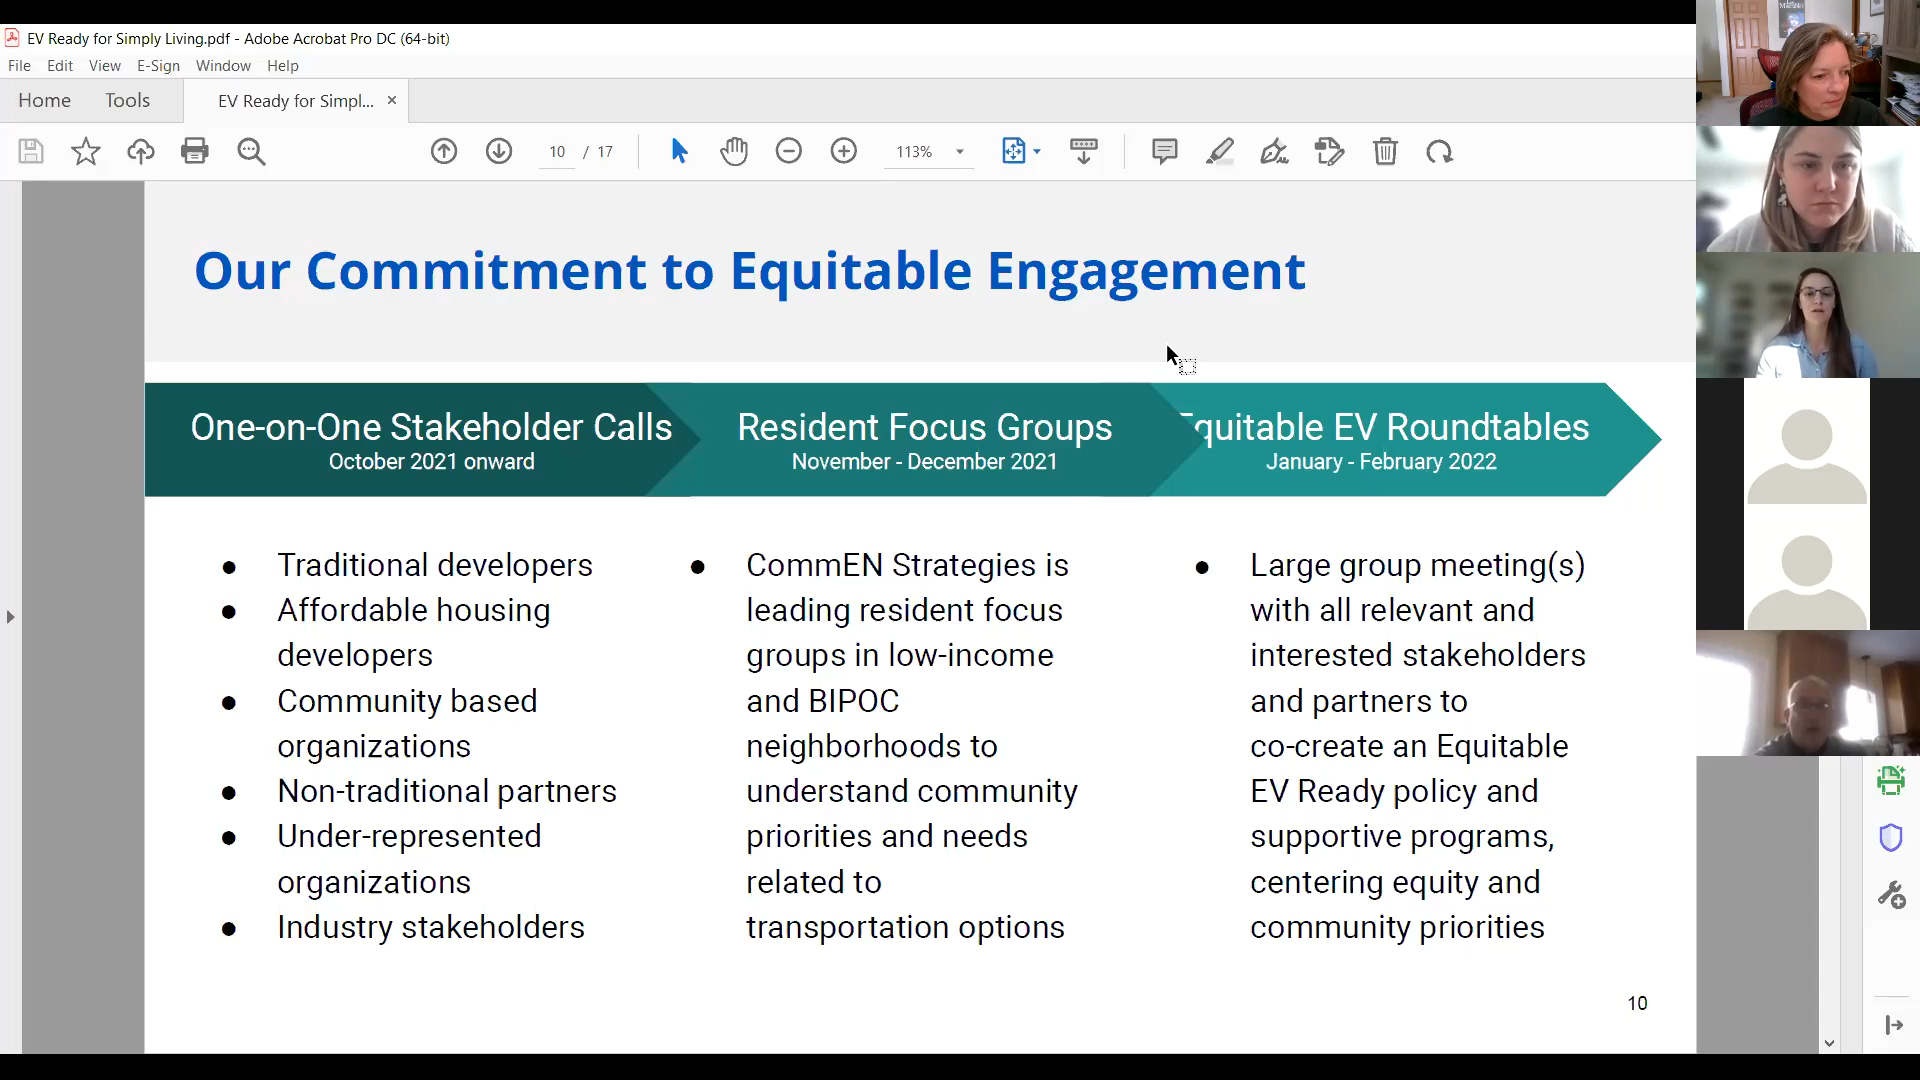 EV Ready for Simply Living.pdf - Adobe Acrobat Pro DC (64-bit)
File Edit View E-Sign Window Help
Home Tools EV Ready for Simpl... ×
10 / 17 113%
Our Commitment to Equitable Engagement
One-on-One Stakeholder Calls
October 2021 onward
Resident Focus Groups
November - December 2021
Equitable EV Roundtables
January - February 2022
● Traditional developers
● Affordable housing
developers
● Community based
organizations
● Non-traditional partners
● Under-represented
organizations
● Industry stakeholders
● CommEN Strategies is
leading resident focus
groups in low-income
and BIPOC
neighborhoods to
understand community
priorities and needs
related to
transportation options
● Large group meeting(s)
with all relevant and
interested stakeholders
and partners to
co-create an Equitable
EV Ready policy and
supportive programs,
centering equity and
community priorities
10